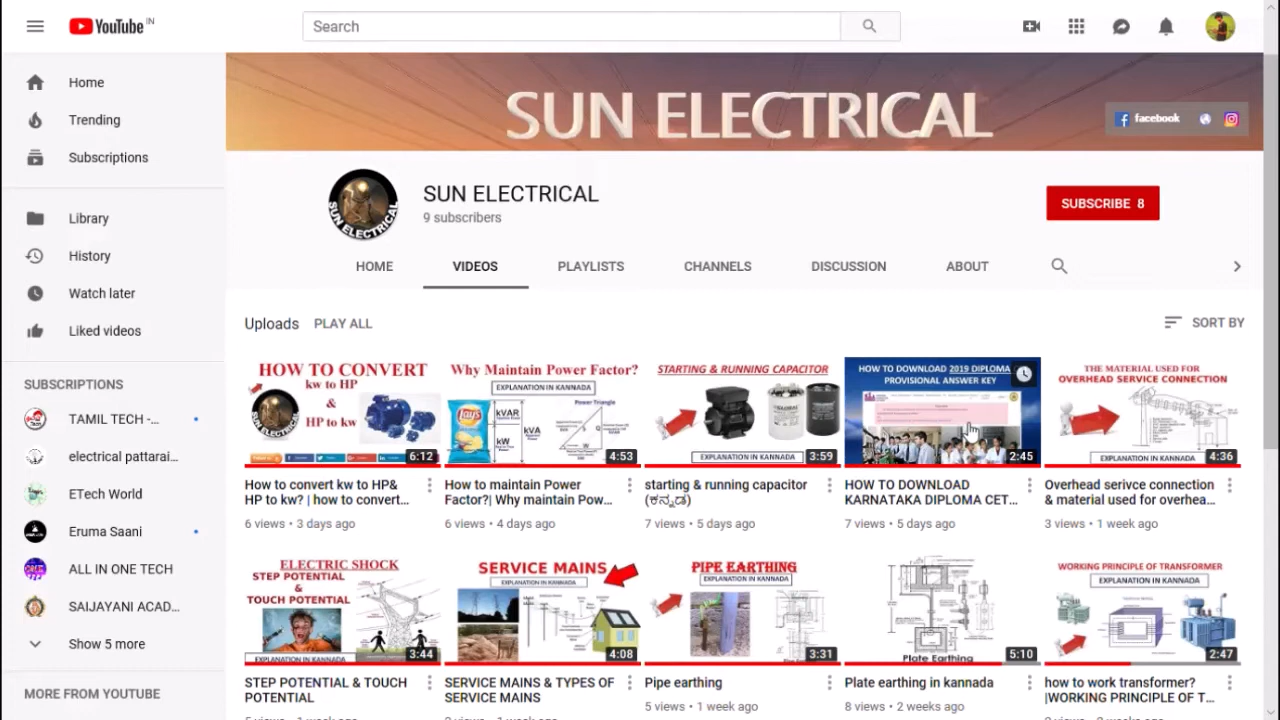 YouTube IN
Search
Home
Trending
Subscriptions
Library
History
Watch later
Liked videos
SUBSCRIPTIONS
TAMIL TECH -...
electrical pattarai...
ETech World
Eruma Saani
ALL IN ONE TECH
SAIJAYANI ACAD...
Show 5 more
MORE FROM YOUTUBE
SUN ELECTRICAL
facebook
SUN ELECTRICAL
SUN ELECTRICAL
9 subscribers
SUBSCRIBE 8
HOME VIDEOS PLAYLISTS CHANNELS DISCUSSION ABOUT
Uploads PLAY ALL
SORT BY
HOW TO CONVERT
kw to HP
&
HP to kw
6:12
How to convert kw to HP&
HP to kw? | how to convert...
6 views • 3 days ago
Why Maintain Power Factor?
EXPLANATION IN KANNADA
Power Triangle
Lays
kVAR
kW
kVA
4:53
How to maintain Power
Factor?| Why maintain Pow...
6 views • 4 days ago
STARTING & RUNNING CAPACITOR
EXPLANATION IN KANNADA
3:59
starting & running capacitor
(ಕನ್ನಡ)
7 views • 5 days ago
HOW TO DOWNLOAD 2019 DIPLOMA
PROVISIONAL ANSWER KEY
2:45
HOW TO DOWNLOAD
KARNATAKA DIPLOMA CET...
7 views • 5 days ago
THE MATERIAL USED FOR
OVERHEAD SERVICE CONNECTION
EXPLANATION IN KANNADA
4:36
Overhead serivce connection
& material used for overhea...
3 views • 1 week ago
ELECTRIC SHOCK
STEP POTENTIAL
&
TOUCH POTENTIAL
EXPLANATION IN KANNADA
3:44
STEP POTENTIAL & TOUCH
POTENTIAL
SERVICE MAINS
EXPLANATION IN KANNADA
4:08
SERVICE MAINS & TYPES OF
SERVICE MAINS
PIPE EARTHING
EXPLANATION IN KANNADA
3:31
Pipe earthing
5 views • 1 week ago
Plate Earthing
5:10
Plate earthing in kannada
8 views • 2 weeks ago
WORKING PRINCIPLE OF TRANSFORMER
EXPLANATION IN KANNADA
2:47
how to work transformer?
|WORKING PRINCIPLE OF T...